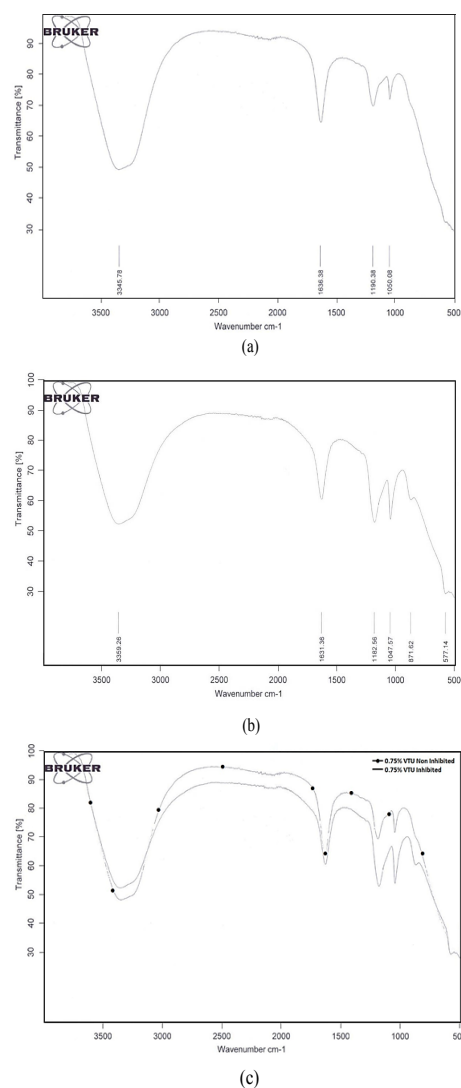 BRUKER
Transmittance [%]
90
80
70
60
50
40
30
3345.78
1636.38
1190.38
1050.08
3500 3000 2500 2000 1500 1000 500
Wavenumber cm-1
(a)
BRUKER
Transmittance [%]
100
90
80
70
60
50
40
30
3359.26
1631.36
1182.56
1047.57
871.62
577.14
3500 3000 2500 2000 1500 1000 500
Wavenumber cm-1
(b)
BRUKER
0.75% VTU Non Inhibited
0.75% VTU Inhibited
Transmittance [%]
100
90
80
70
60
50
40
30
3500 3000 2500 2000 1500 1000 500
Wavenumber cm-1
(c)